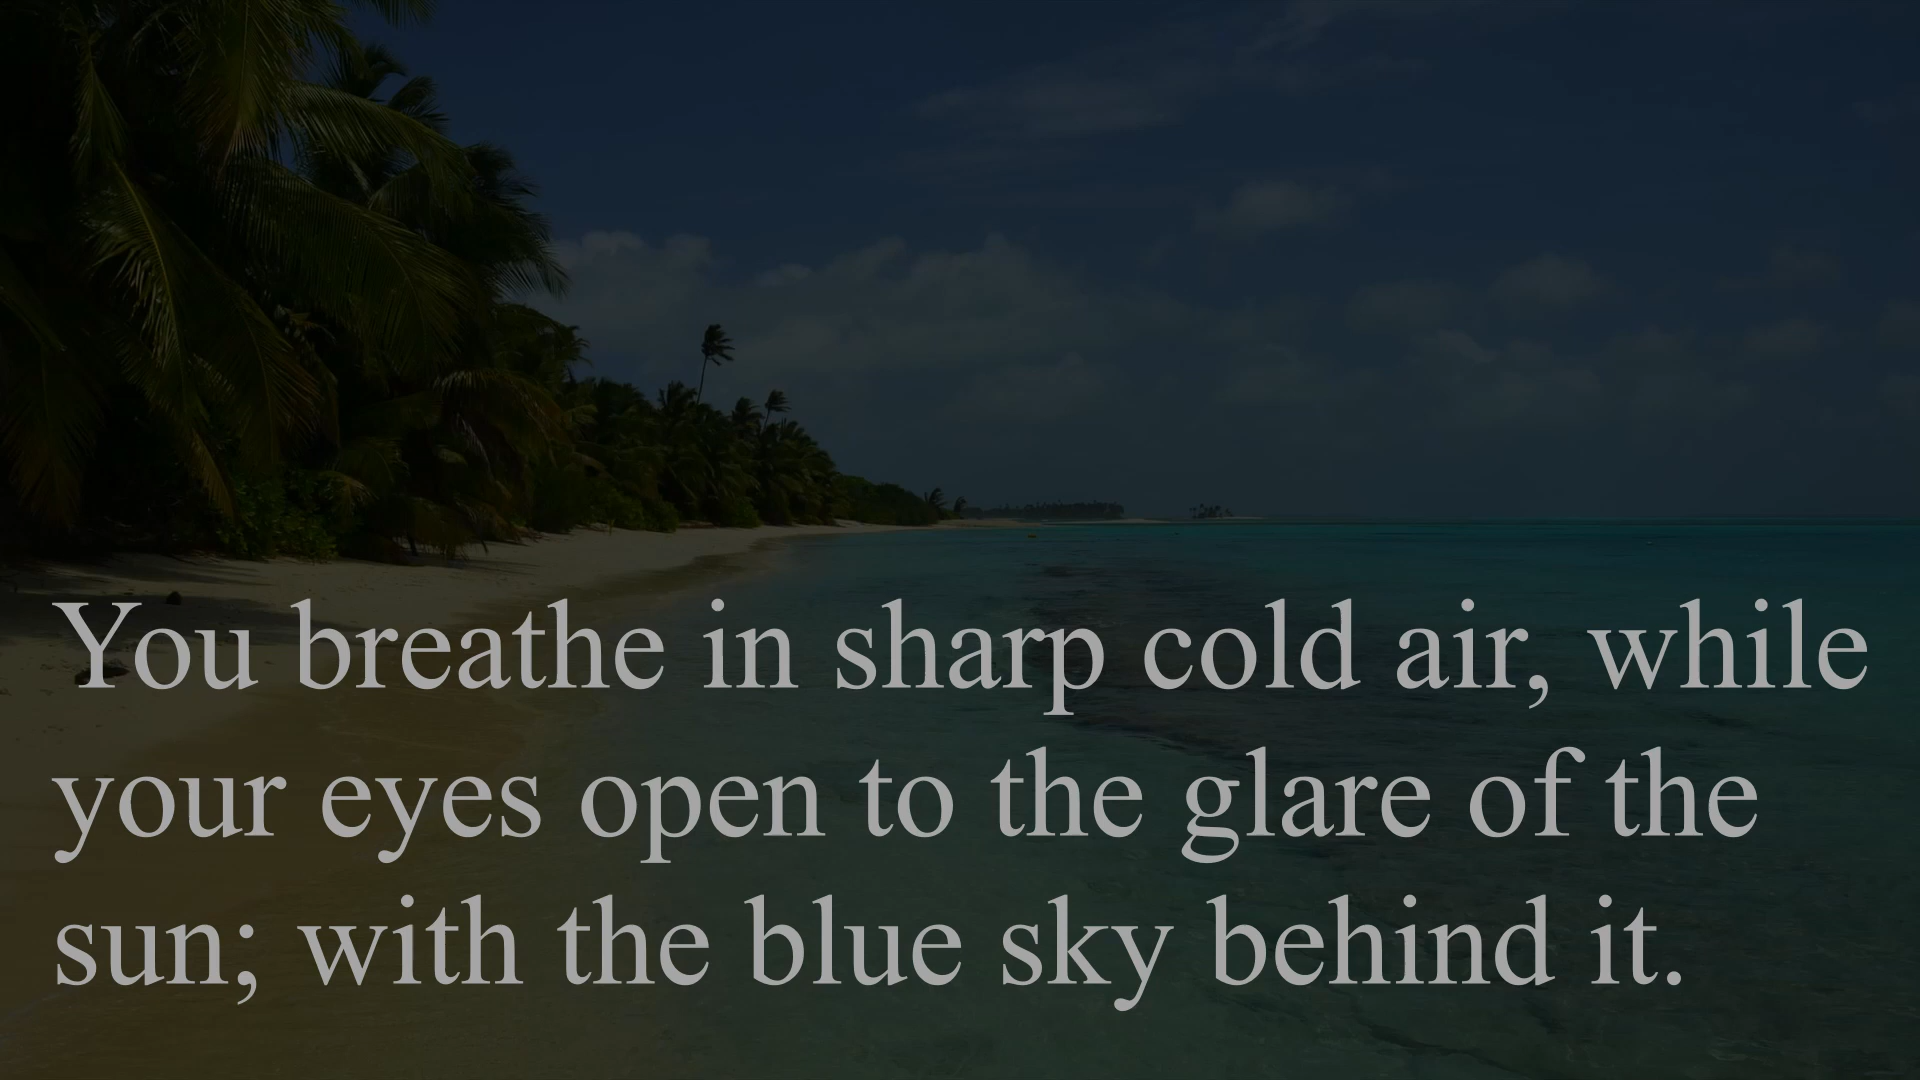 You breathe in sharp cold air, while
your eyes open to the glare of the
sun; with the blue sky behind it.